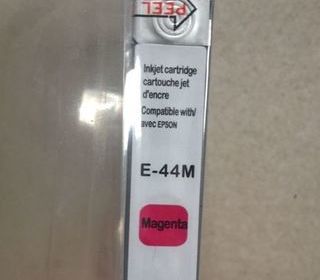 PEEL
Inkjet cartridge
cartouche jet
d'encre
Compatible with/
avec EPSON
E-44M
Magenta